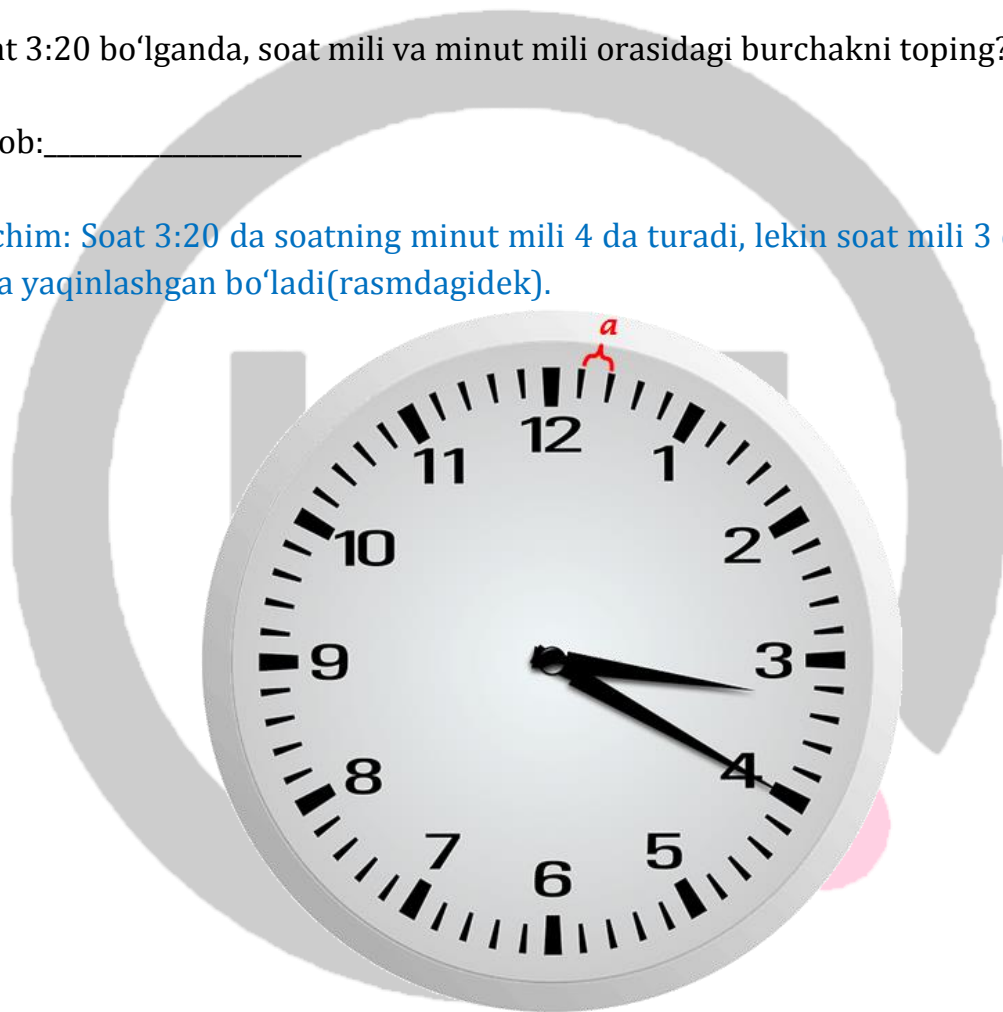 t 3:20 bo‘lganda, soat mili va minut mili orasidagi burchakni toping?
ob:____________________
chim: Soat 3:20 da soatning minut mili 4 da turadi, lekin soat mili 3
a yaqinlashgan bo‘ladi(rasmdagidek).
a
12
11
1
10
2
9
3
8
4
7
5
6